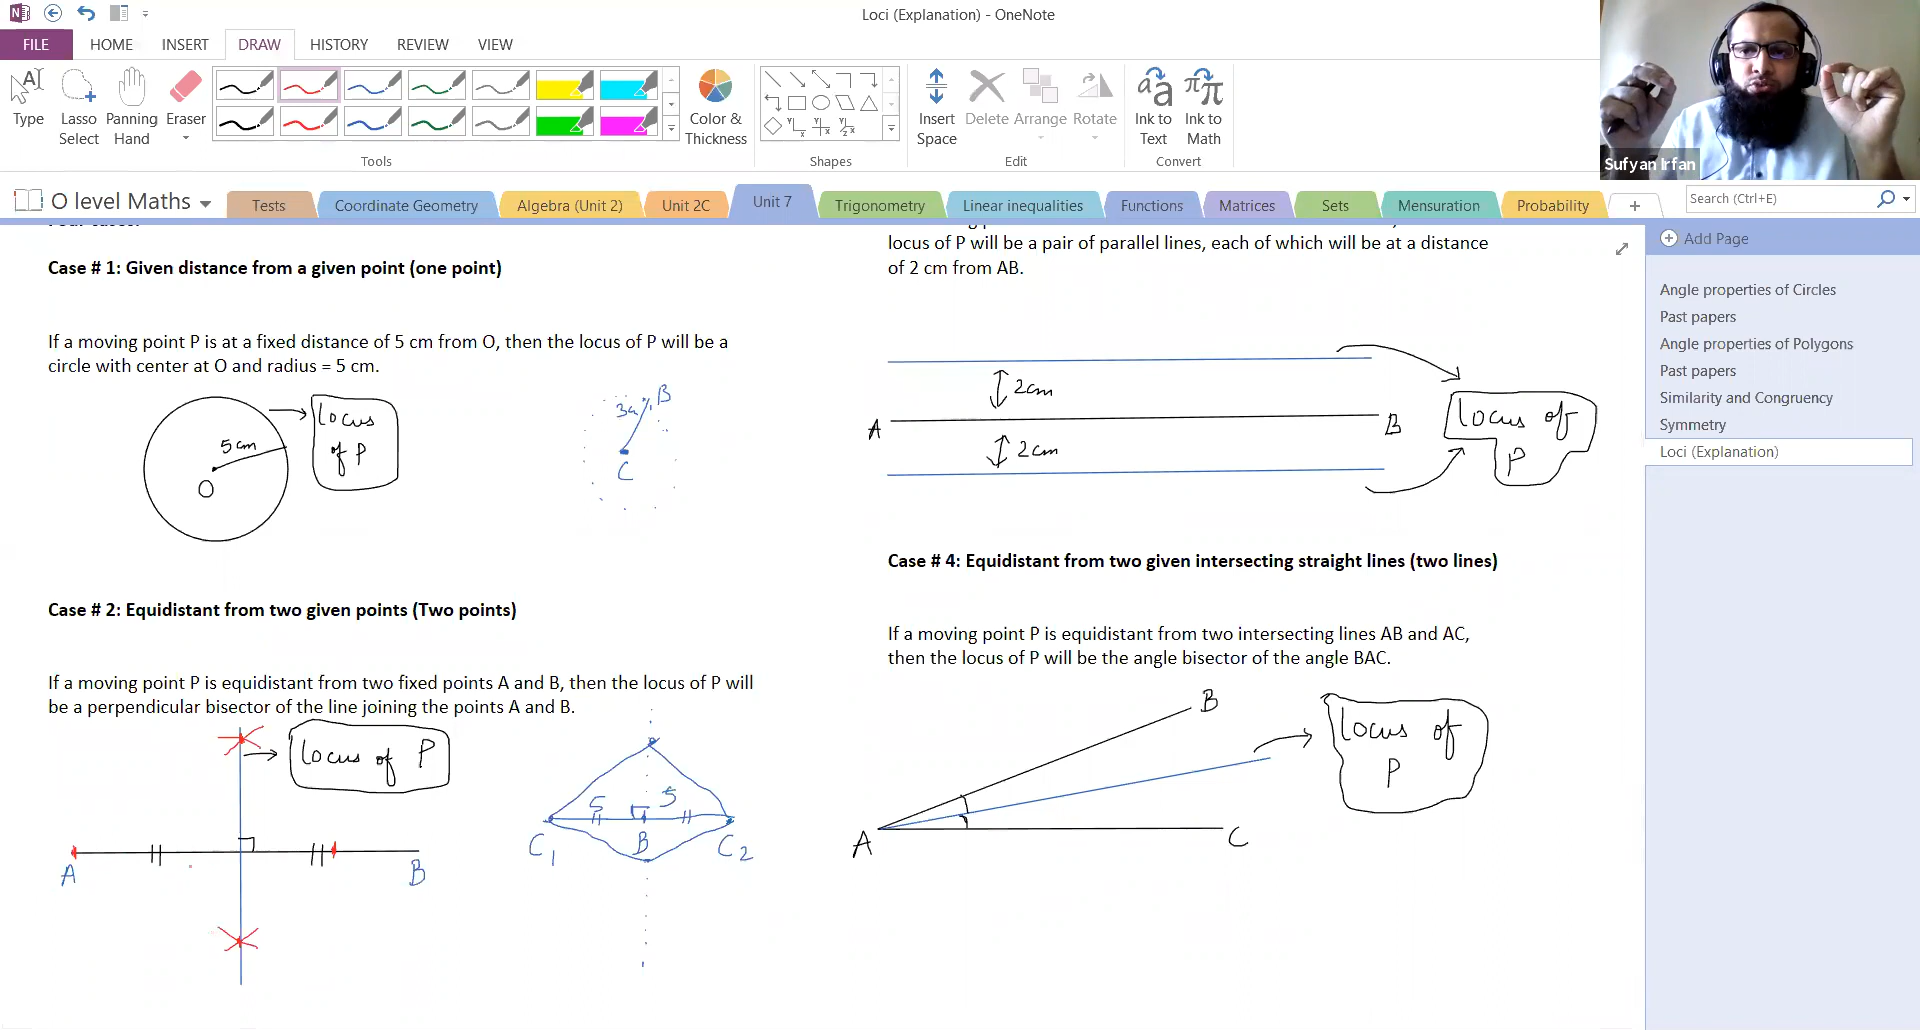 Loci (Explanation) - OneNote
FILE
HOME
INSERT
DRAW
HISTORY
REVIEW
VIEW
Type
Lasso
Select
Panning
Hand
Eraser
Color &
Thickness
Insert
Space
Delete
Arrange
Rotate
Ink to
Text
Ink to
Math
Tools
Shapes
Edit
Convert
Sufyan Irfan
O level Maths
Tests
Coordinate Geometry
Algebra (Unit 2)
Unit 2C
Unit 7
Trigonometry
Linear inequalities
Functions
Matrices
Sets
Mensuration
Probability
Search (Ctrl+E)
Add Page
Angle properties of Circles
Past papers
Angle properties of Polygons
Past papers
Similarity and Congruency
Symmetry
Loci (Explanation)
Case # 1: Given distance from a given point (one point)
If a moving point P is at a fixed distance of 5 cm from O, then the locus of P will be a
circle with center at O and radius = 5 cm.
5 cm
O
Locus
of P
B
C
Case # 2: Equidistant from two given points (Two points)
If a moving point P is equidistant from two fixed points A and B, then the locus of P will
be a perpendicular bisector of the line joining the points A and B.
Locus of P
A
B
5
5
C1
B
C2
locus of P will be a pair of parallel lines, each of which will be at a distance
of 2 cm from AB.
2cm
A
B
2cm
Locus of
P
Case # 4: Equidistant from two given intersecting straight lines (two lines)
If a moving point P is equidistant from two intersecting lines AB and AC,
then the locus of P will be the angle bisector of the angle BAC.
B
A
C
Locus of
P